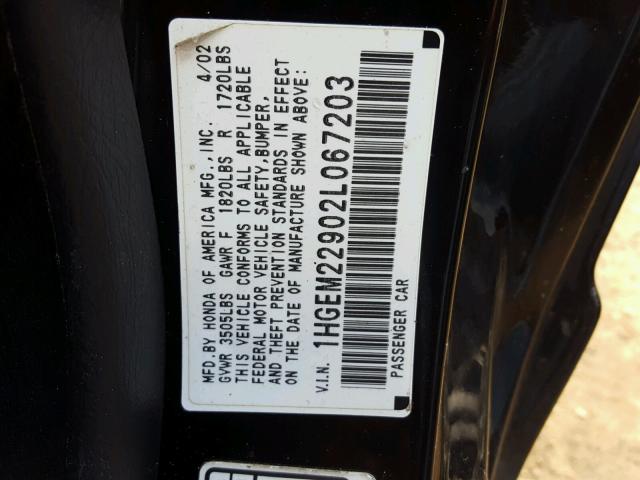 MFD.BY HONDA OF AMERICA MFG.,INC. 4/02
GVWR 3505LBS GAWR F 1820LBS R 1720LBS
THIS VEHICLE CONFORMS TO ALL APPLICABLE
FEDERAL MOTOR VEHICLE SAFETY,BUMPER,
AND THEFT PREVENTION STANDARDS IN EFFECT
ON THE DATE OF MANUFACTURE SHOWN ABOVE:
V.I.N. 1HGEM22902L067203
PASSENGER CAR